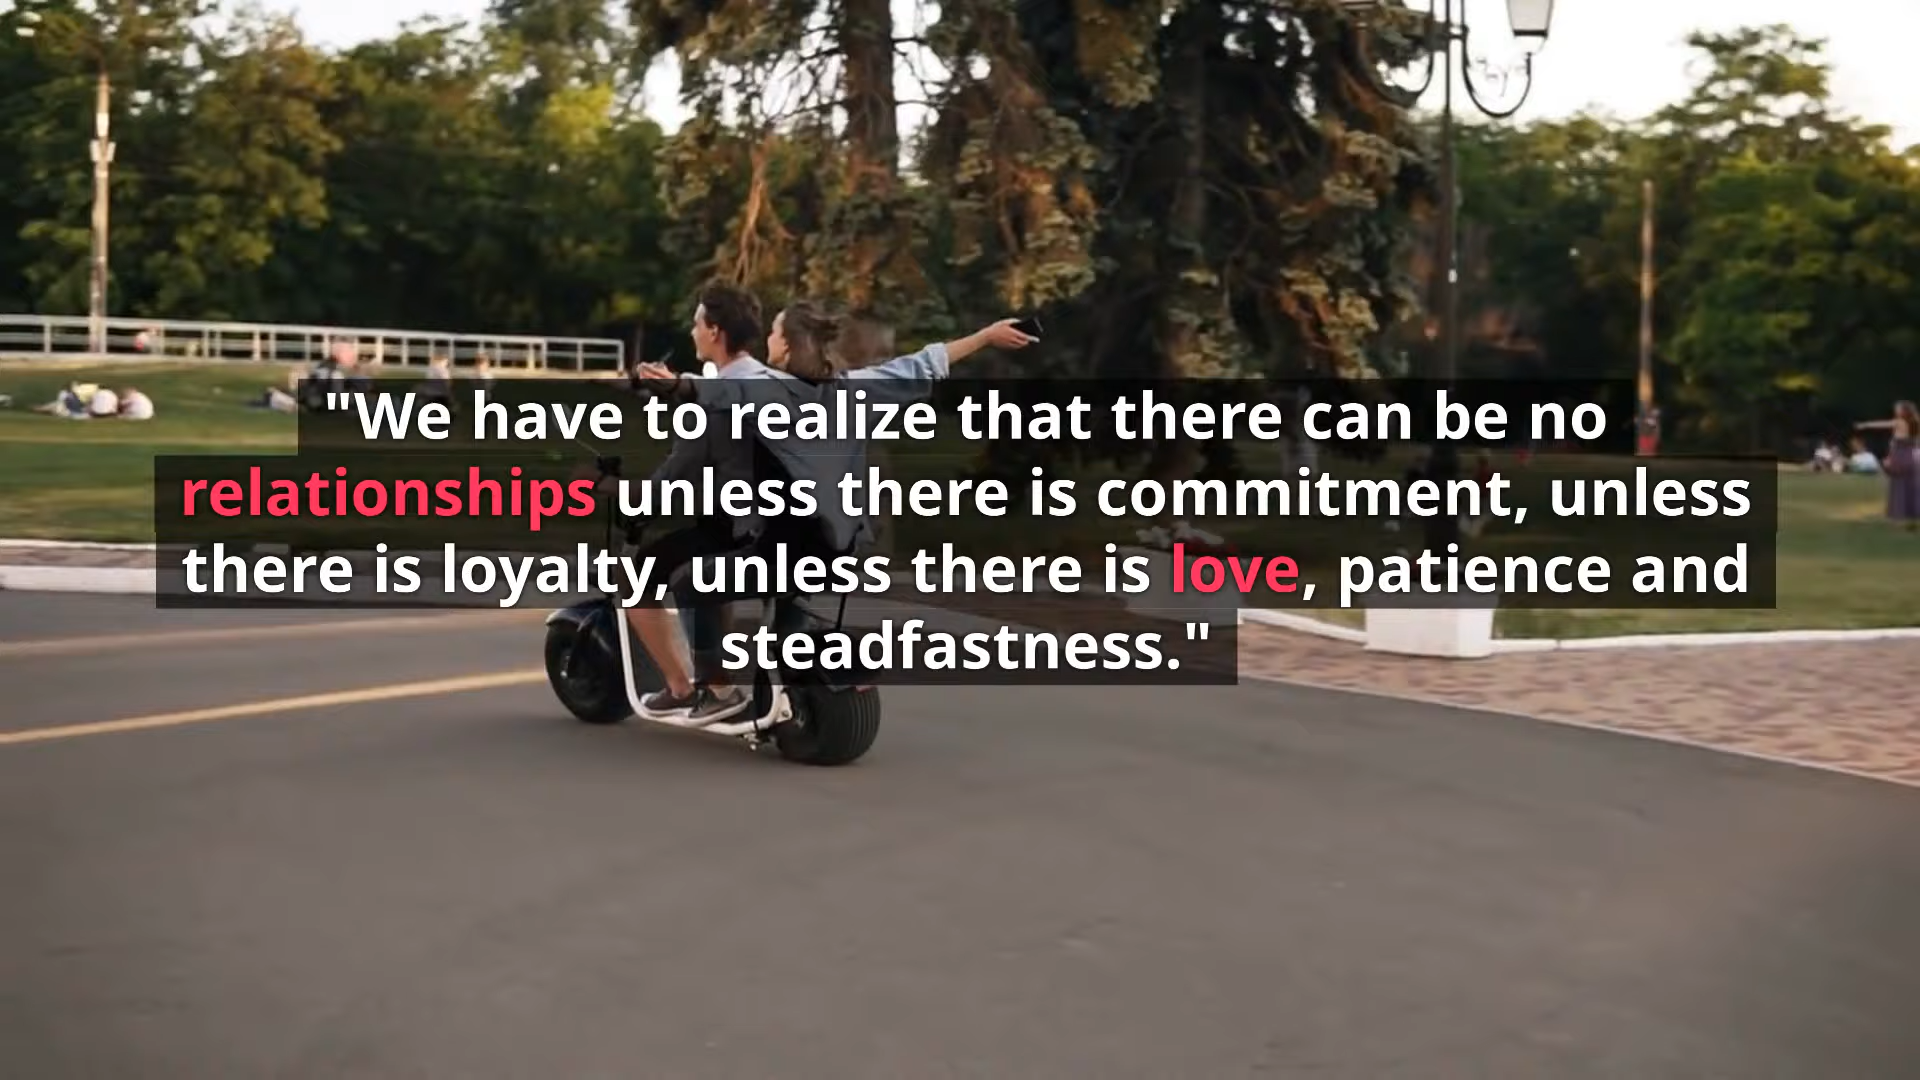 "We have to realize that there can be no
relationships unless there is commitment, unless
there is loyalty, unless there is love, patience and
steadfastness."